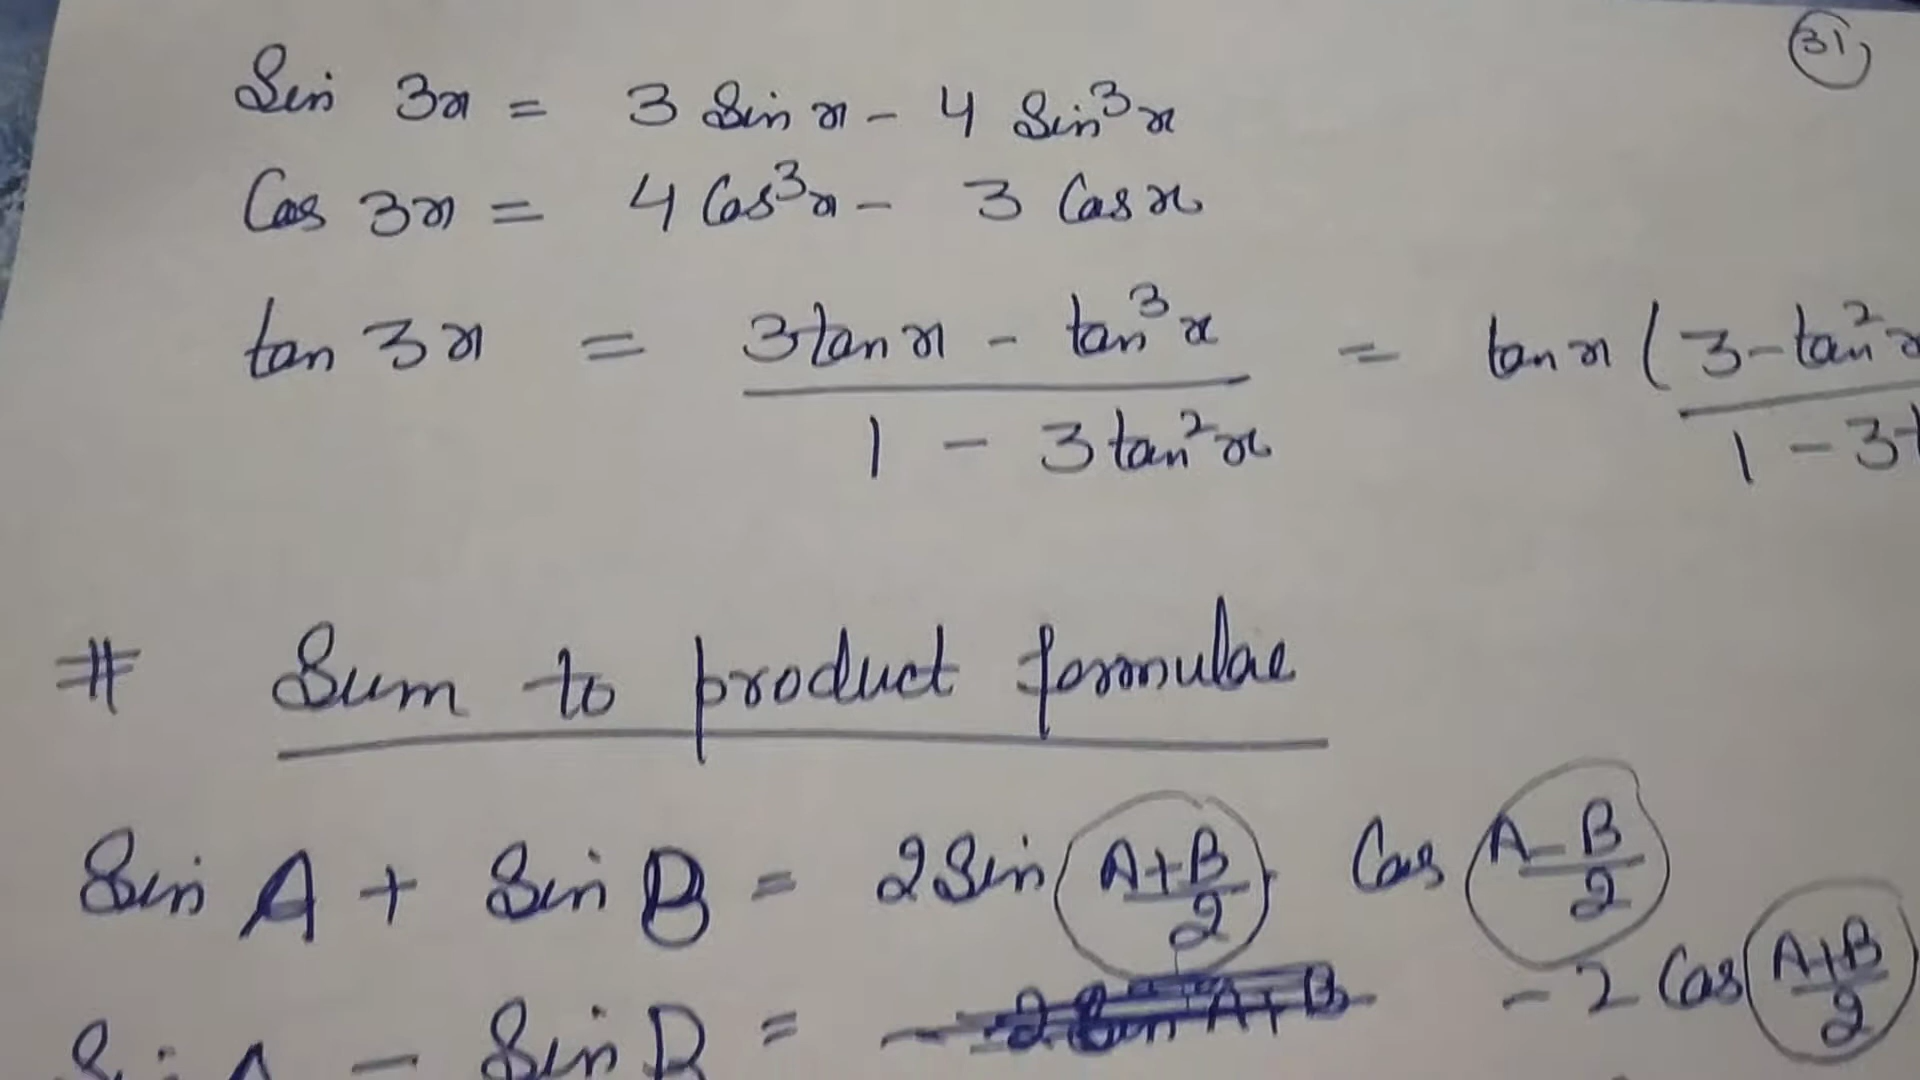 31
Sin 3x = 3 Sin x - 4 Sin³x
Cos 3x = 4 Cos³x - 3 Cos x
tan 3x = 3tan x - tan³x / 1 - 3tan²x = tan x (3-tan²x / 1-3t
# Sum to product formulae
Sin A + Sin B = 2 Sin (A+B/2) Cos (A-B/2)
Sin A - Sin B = - 2 Cos (A+B/2)